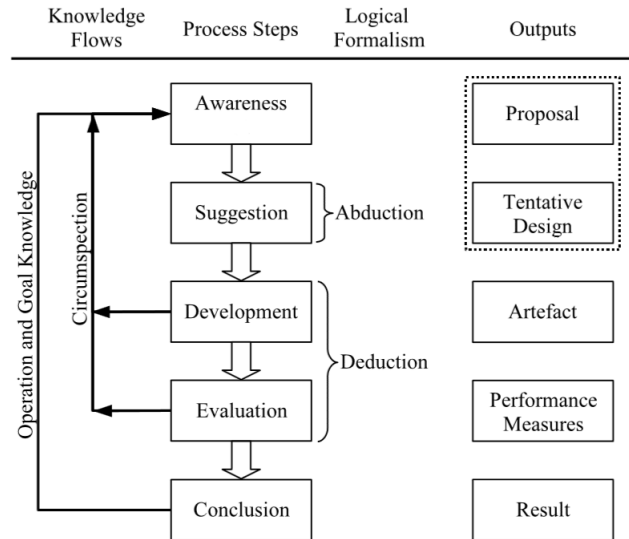 Knowledge
Flows
Process Steps
Logical
Formalism
Outputs
Awareness
Proposal
Suggestion
Abduction
Tentative
Design
Operation and Goal Knowledge
Circumspection
Development
Artefact
Deduction
Evaluation
Performance
Measures
Conclusion
Result